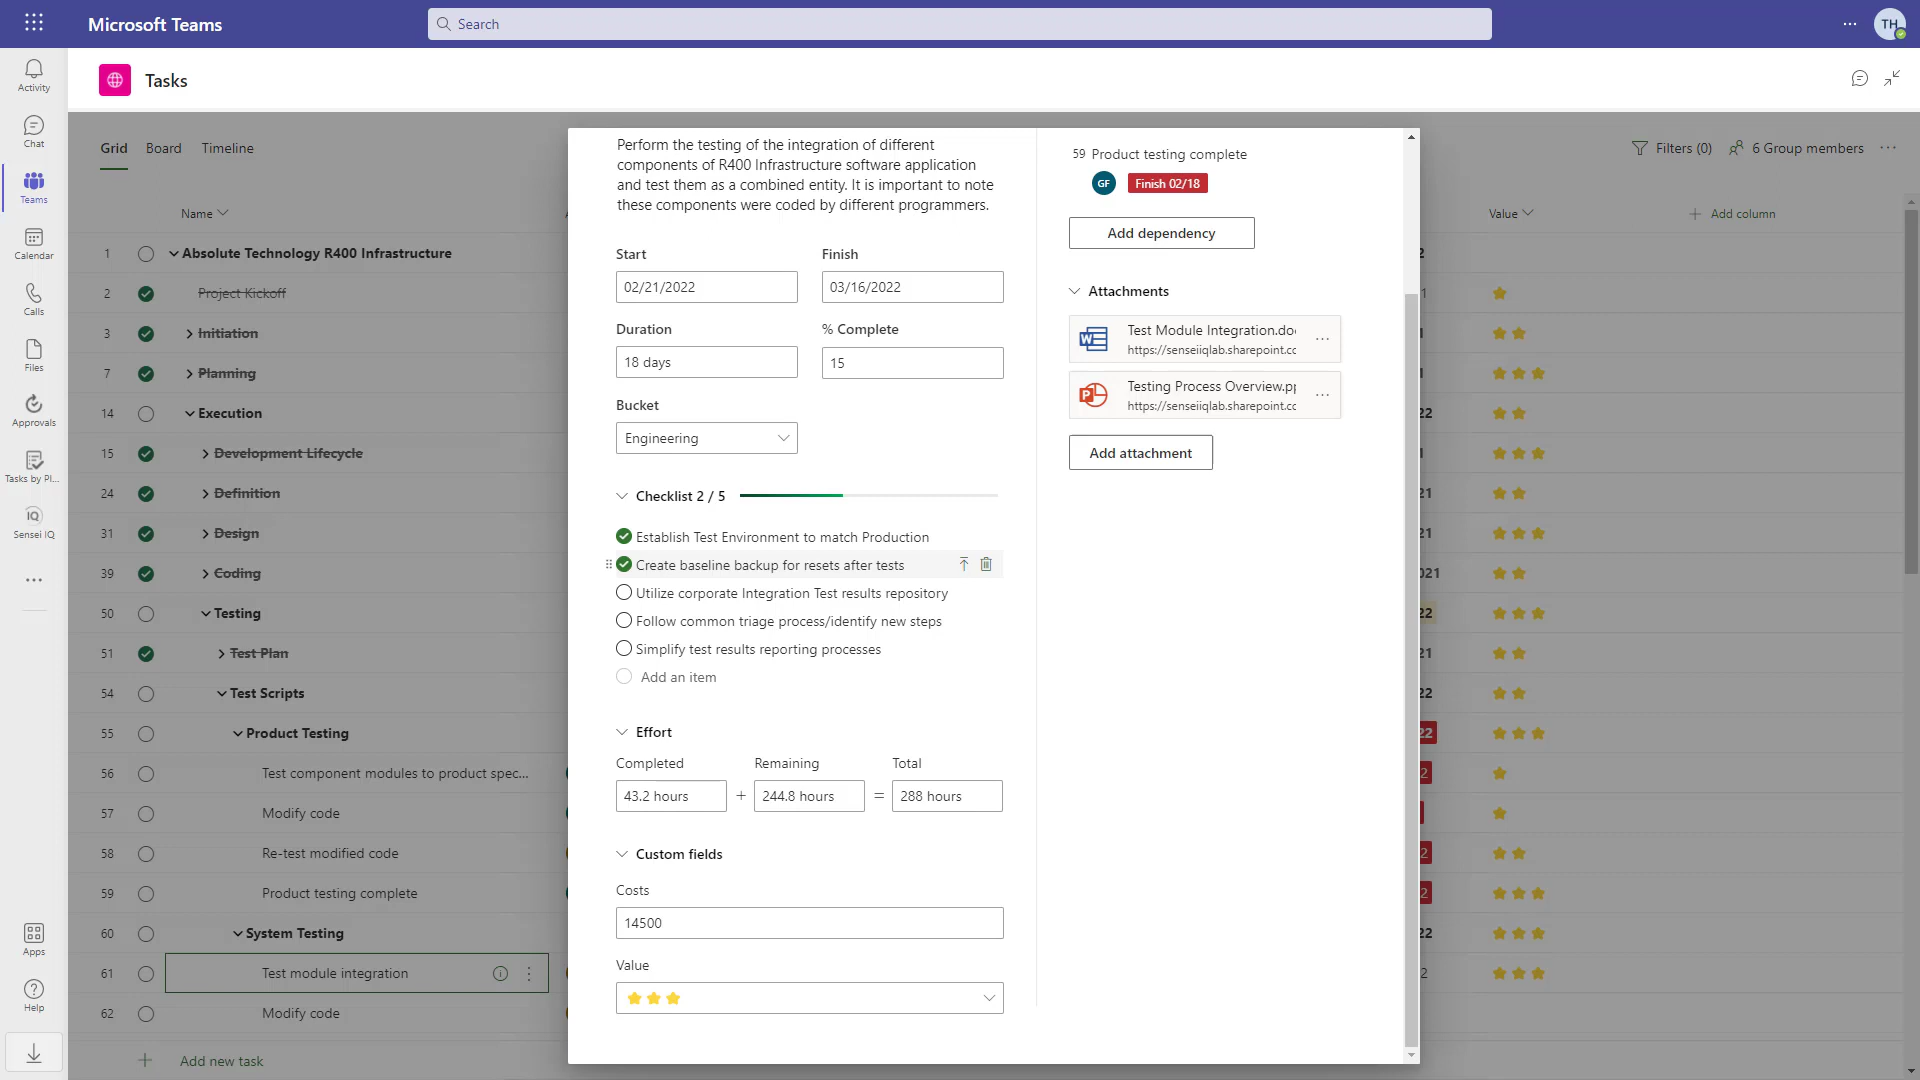 Microsoft Teams
Search
TH
Activity
Chat
Teams
Calendar
Calls
Files
Approvals
Tasks by Pl...
IQ
Sensei IQ
Apps
Help
Tasks
Grid
Board
Timeline
Filters (0)
6 Group members
Name
Value
Add column
1 Absolute Technology R400 Infrastructure
2 Project Kickoff
3 Initiation
7 Planning
14 Execution
15 Development Lifecycle
24 Definition
31 Design
39 Coding
50 Testing
51 Test Plan
54 Test Scripts
55 Product Testing
56 Test component modules to product spec...
57 Modify code
58 Re-test modified code
59 Product testing complete
60 System Testing
61 Test module integration
62 Modify code
Add new task
Perform the testing of the integration of different
components of R400 Infrastructure software application
and test them as a combined entity. It is important to note
these components were coded by different programmers.
Start
Finish
02/21/2022
03/16/2022
Duration
% Complete
18 days
15
Bucket
Engineering
Checklist 2 / 5
Establish Test Environment to match Production
Create baseline backup for resets after tests
Utilize corporate Integration Test results repository
Follow common triage process/identify new steps
Simplify test results reporting processes
Add an item
Effort
Completed
Remaining
Total
43.2 hours + 244.8 hours = 288 hours
Custom fields
Costs
14500
Value
59 Product testing complete
GF
Finish 02/18
Add dependency
Attachments
Test Module Integration.doc
https://senseiiqlab.sharepoint.cc
Testing Process Overview.pp
https://senseiiqlab.sharepoint.cc
Add attachment